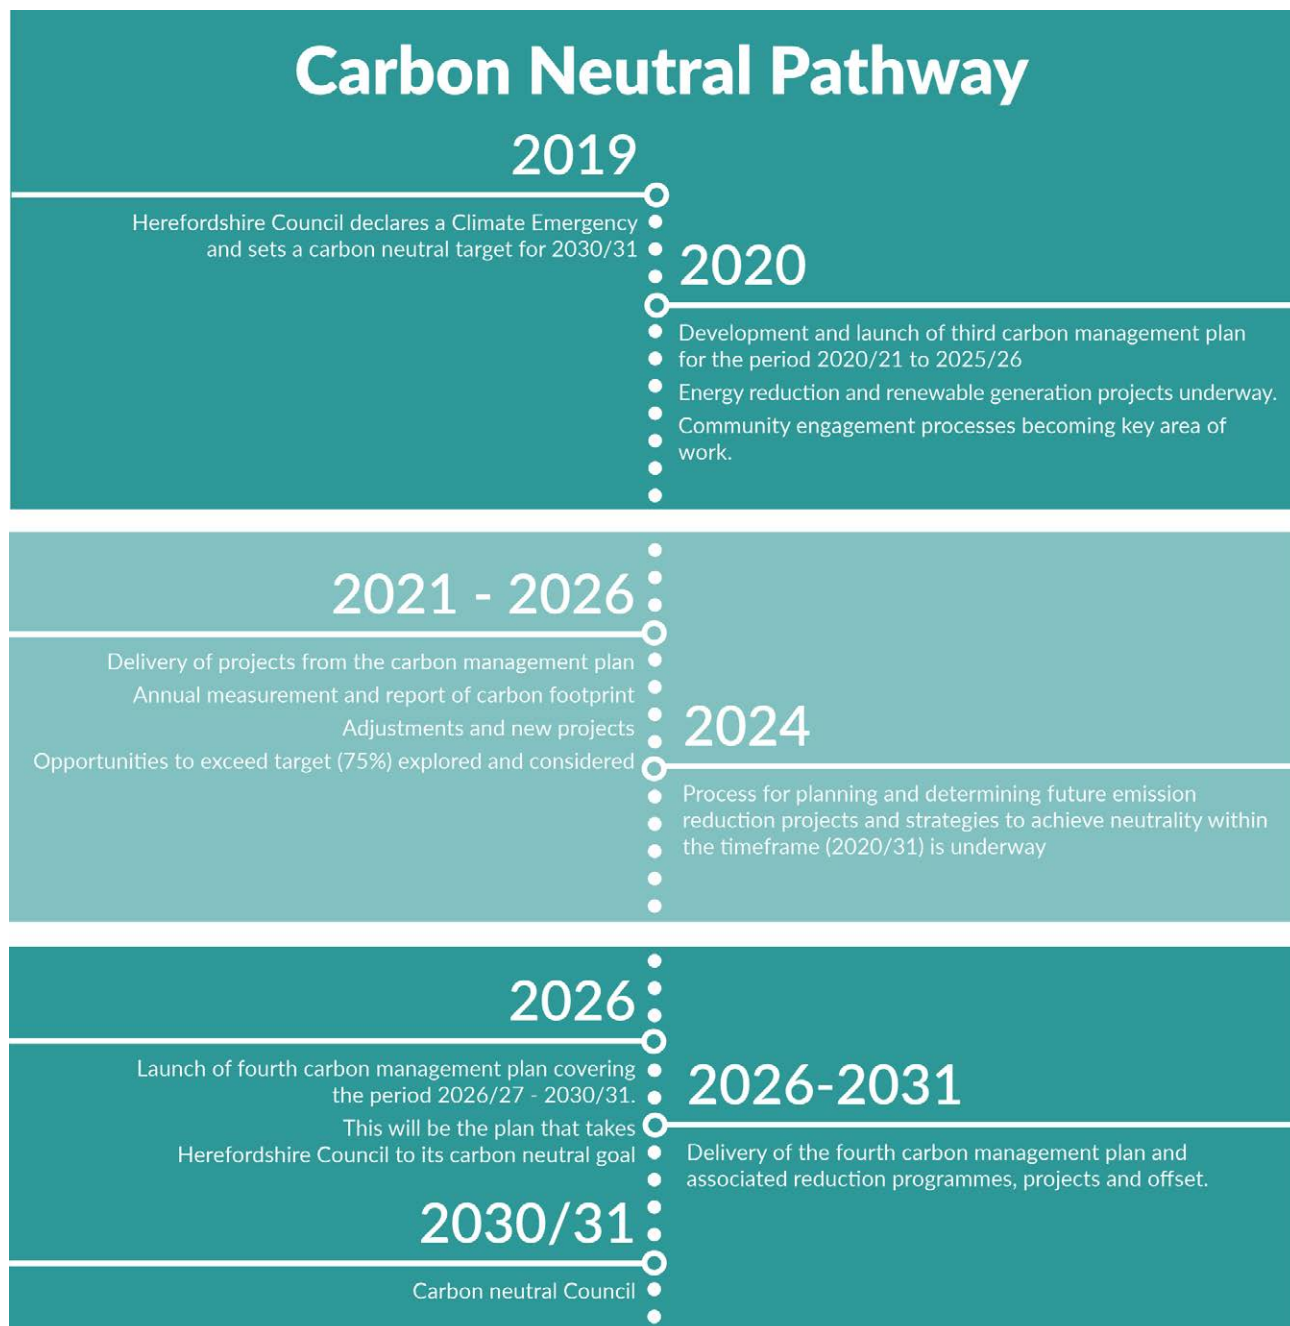 Carbon Neutral Pathway
2019
Herefordshire Council declares a Climate Emergency
and sets a carbon neutral target for 2030/31
2020
Development and launch of third carbon management plan
for the period 2020/21 to 2025/26
Energy reduction and renewable generation projects underway.
Community engagement processes becoming key area of
work.
2021 - 2026
Delivery of projects from the carbon management plan
Annual measurement and report of carbon footprint
Adjustments and new projects
Opportunities to exceed target (75%) explored and considered
2024
Process for planning and determining future emission
reduction projects and strategies to achieve neutrality within
the timeframe (2020/31) is underway
2026
Launch of fourth carbon management plan covering
the period 2026/27 - 2030/31.
This will be the plan that takes
Herefordshire Council to its carbon neutral goal
2026-2031
Delivery of the fourth carbon management plan and
associated reduction programmes, projects and offset.
2030/31
Carbon neutral Council